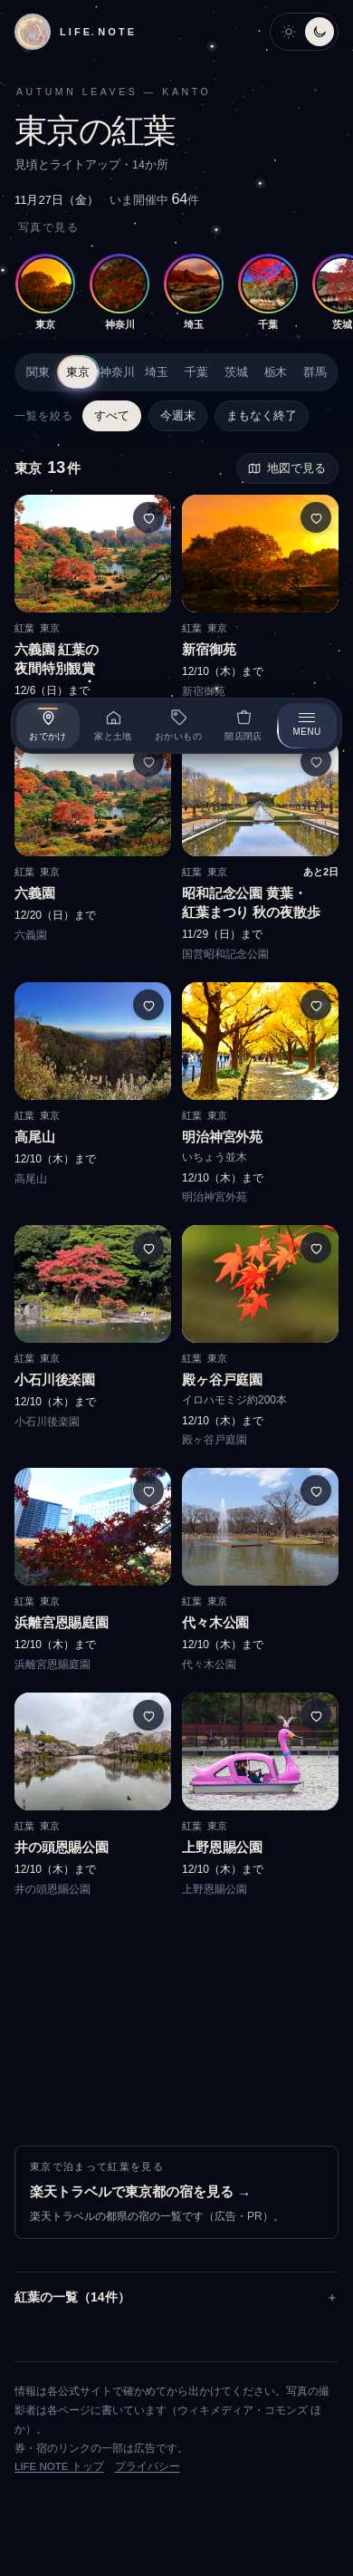 LIFE.NOTE
AUTUMN LEAVES — KANTO
東京の紅葉
見頃とライトアップ・14か所
11月27日（金） いま開催中 64件
写真で見る
東京 神奈川 埼玉 千葉 茨城
関東 東京 神奈川 埼玉 千葉 茨城 栃木 群馬
一覧を絞る すべて 今週末 まもなく終了
東京 13件 地図で見る
紅葉 東京
六義園 紅葉の
夜間特別観賞
12/6（日）まで
紅葉 東京
新宿御苑
12/10（木）まで
新宿御苑
おでかけ 家と土地 おかいもの 開店閉店 MENU
紅葉 東京
六義園
12/20（日）まで
六義園
紅葉 東京 あと2日
昭和記念公園 黄葉・
紅葉まつり 秋の夜散歩
11/29（日）まで
国営昭和記念公園
紅葉 東京
高尾山
12/10（木）まで
高尾山
紅葉 東京
明治神宮外苑
いちょう並木
12/10（木）まで
明治神宮外苑
紅葉 東京
小石川後楽園
12/10（木）まで
小石川後楽園
紅葉 東京
殿ヶ谷戸庭園
イロハモミジ約200本
12/10（木）まで
殿ヶ谷戸庭園
紅葉 東京
浜離宮恩賜庭園
12/10（木）まで
浜離宮恩賜庭園
紅葉 東京
代々木公園
12/10（木）まで
代々木公園
紅葉 東京
井の頭恩賜公園
12/10（木）まで
井の頭恩賜公園
紅葉 東京
上野恩賜公園
12/10（木）まで
上野恩賜公園
東京で泊まって紅葉を見る
楽天トラベルで東京都の宿を見る →
楽天トラベルの都県の宿の一覧です（広告・PR）。
紅葉の一覧（14件） +
情報は各公式サイトで確かめてから出かけてください。写真の撮
影者は各ページに書いています（ウィキメディア・コモンズ ほ
か）。
券・宿のリンクの一部は広告です。
LIFE NOTE トップ プライバシー